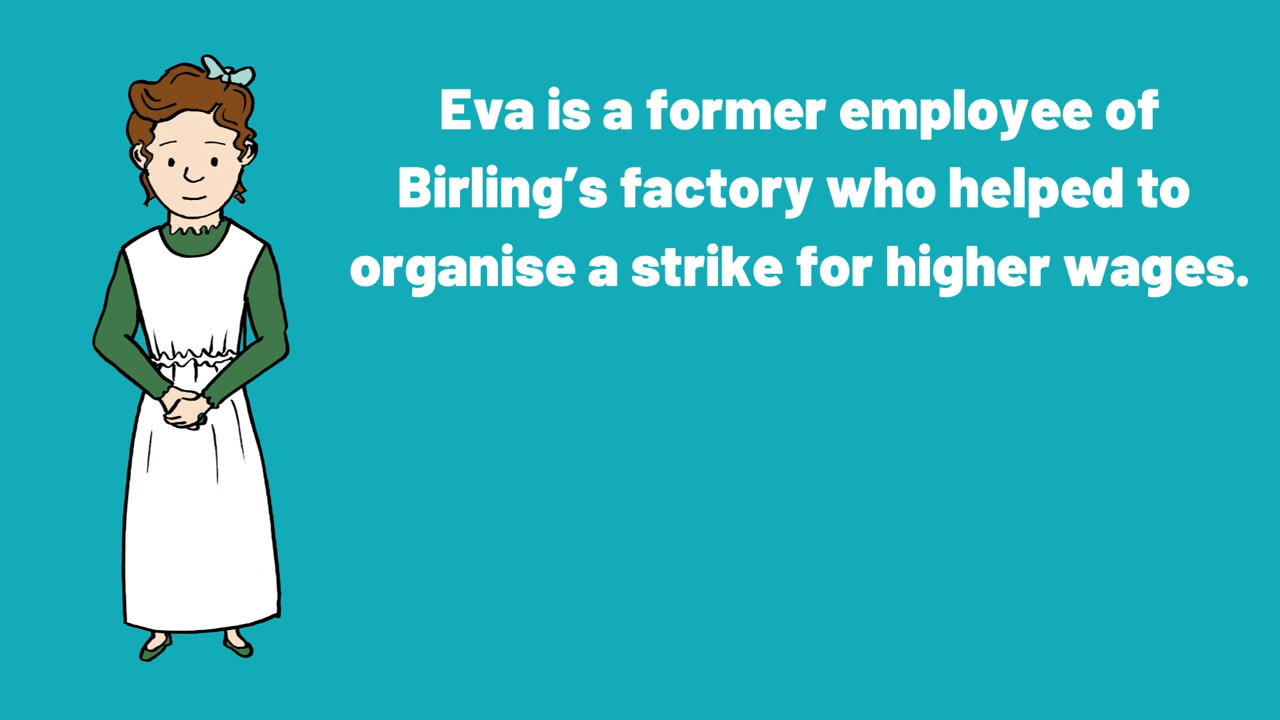 Eva is a former employee of
Birling’s factory who helped to
organise a strike for higher wages.